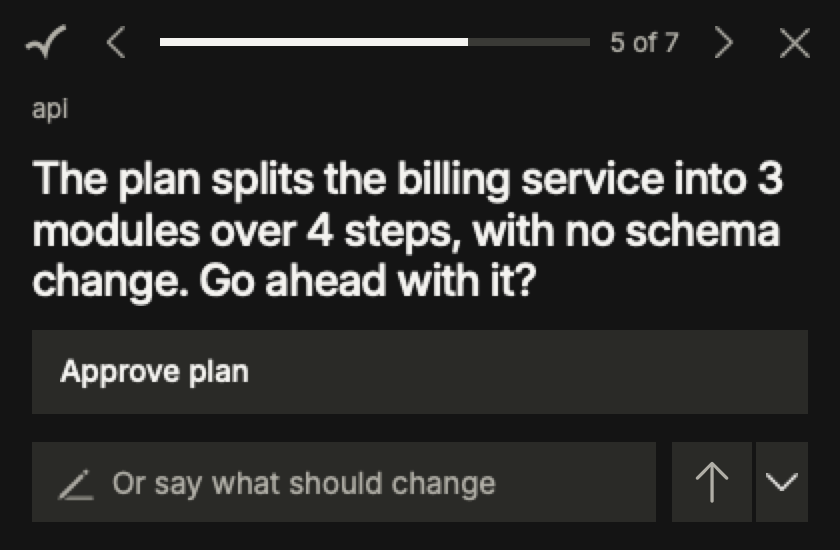 5 of 7
api
The plan splits the billing service into 3
modules over 4 steps, with no schema
change. Go ahead with it?
Approve plan
Or say what should change